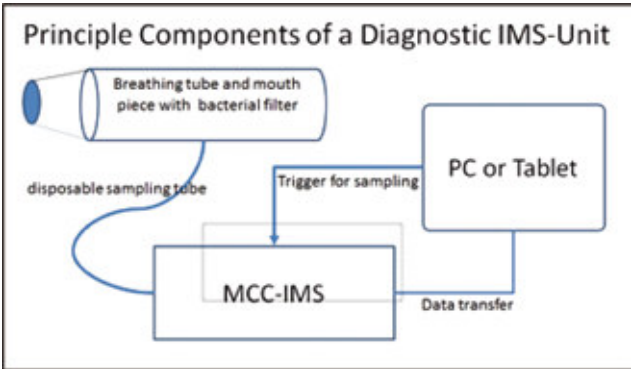 Principle Components of a Diagnostic IMS-Unit
Breathing tube and mouth
piece with bacterial filter
disposable sampling tube
Trigger for sampling
PC or Tablet
MCC-IMS
Data transfer